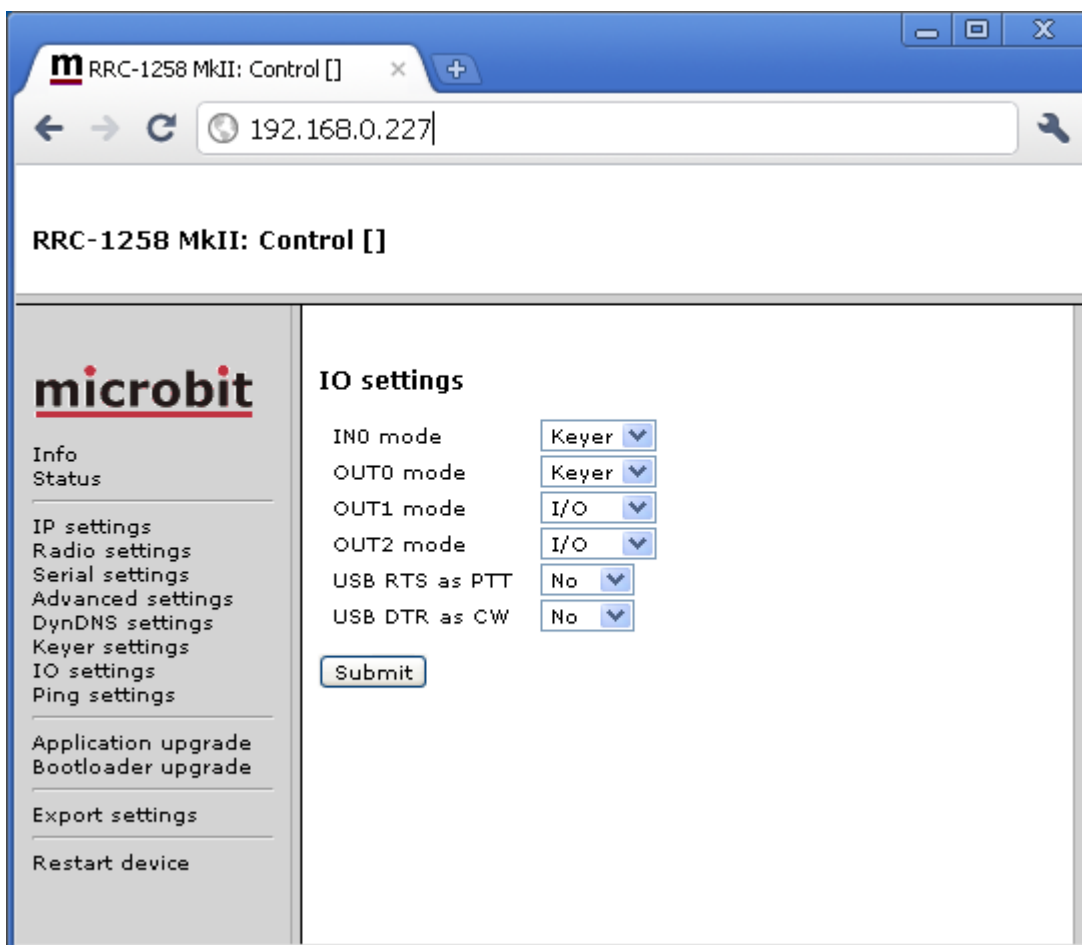 m RRC-1258 MkII: Control []
192.168.0.227
RRC-1258 MkII: Control []
microbit
Info
Status
IP settings
Radio settings
Serial settings
Advanced settings
DynDNS settings
Keyer settings
IO settings
Ping settings
Application upgrade
Bootloader upgrade
Export settings
Restart device
IO settings
IN0 mode Keyer
OUT0 mode Keyer
OUT1 mode I/O
OUT2 mode I/O
USB RTS as PTT No
USB DTR as CW No
Submit